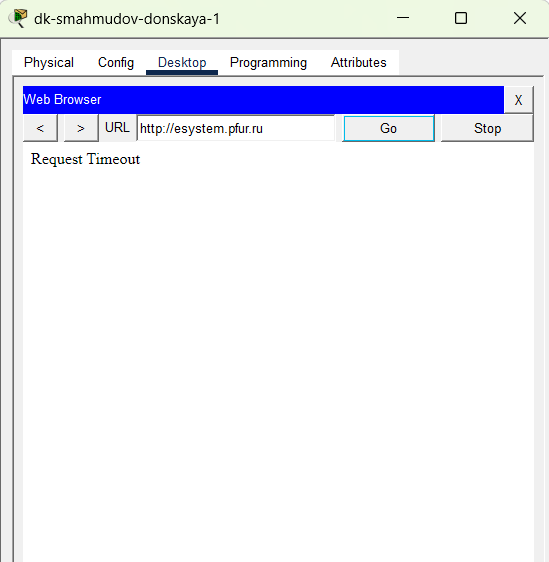 dk-smahmudov-donskaya-1
Physical Config Desktop Programming Attributes
Web Browser X
< > URL http://esystem.pfur.ru Go Stop
Request Timeout